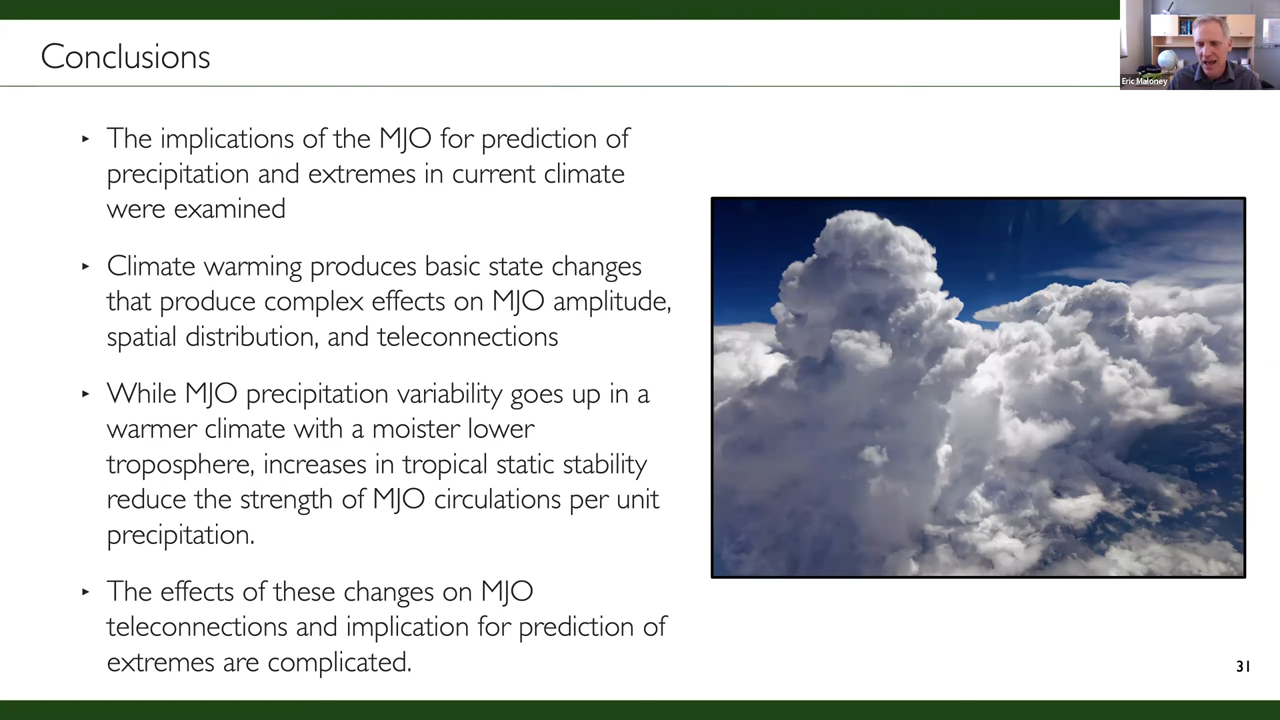 Conclusions
Eric Maloney
‣ The implications of the MJO for prediction of
precipitation and extremes in current climate
were examined
‣ Climate warming produces basic state changes
that produce complex effects on MJO amplitude,
spatial distribution, and teleconnections
‣ While MJO precipitation variability goes up in a
warmer climate with a moister lower
troposphere, increases in tropical static stability
reduce the strength of MJO circulations per unit
precipitation.
‣ The effects of these changes on MJO
teleconnections and implication for prediction of
extremes are complicated.
31